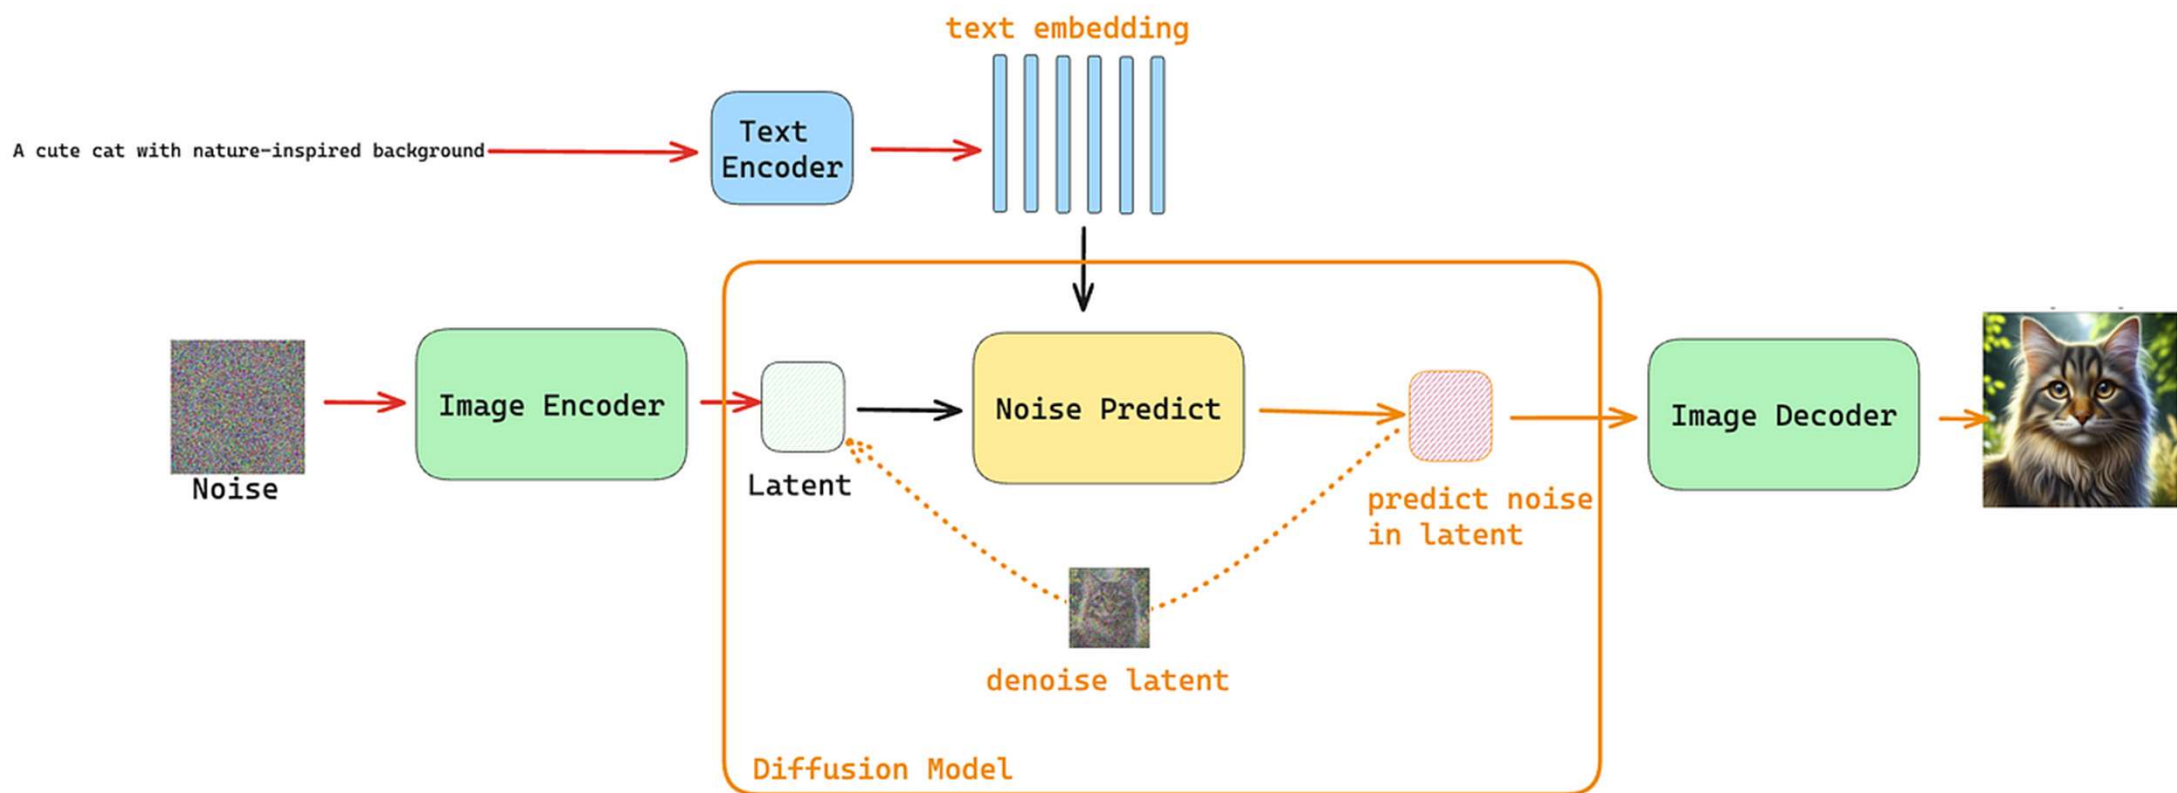 text embedding
A cute cat with nature-inspired background
Text
Encoder
Noise
Image Encoder
Latent
Noise Predict
predict noise
in latent
Image Decoder
denoise latent
Diffusion Model